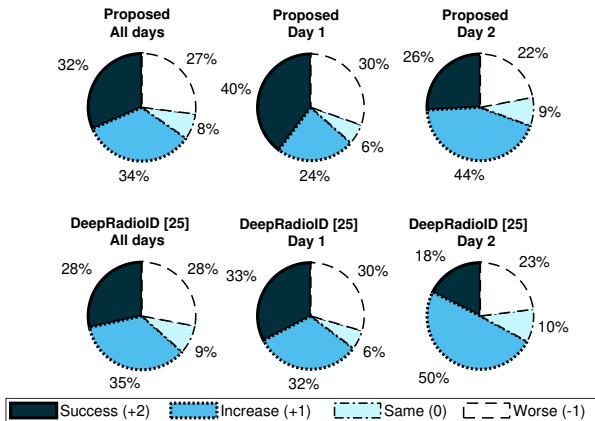 Proposed
All days
32%
27%
8%
34%
Proposed
Day 1
40%
30%
6%
24%
Proposed
Day 2
26%
22%
9%
44%
DeepRadioID [25]
All days
28%
28%
9%
35%
DeepRadioID [25]
Day 1
33%
30%
6%
32%
DeepRadioID [25]
Day 2
18%
23%
10%
50%
Success (+2) Increase (+1) Same (0) Worse (-1)